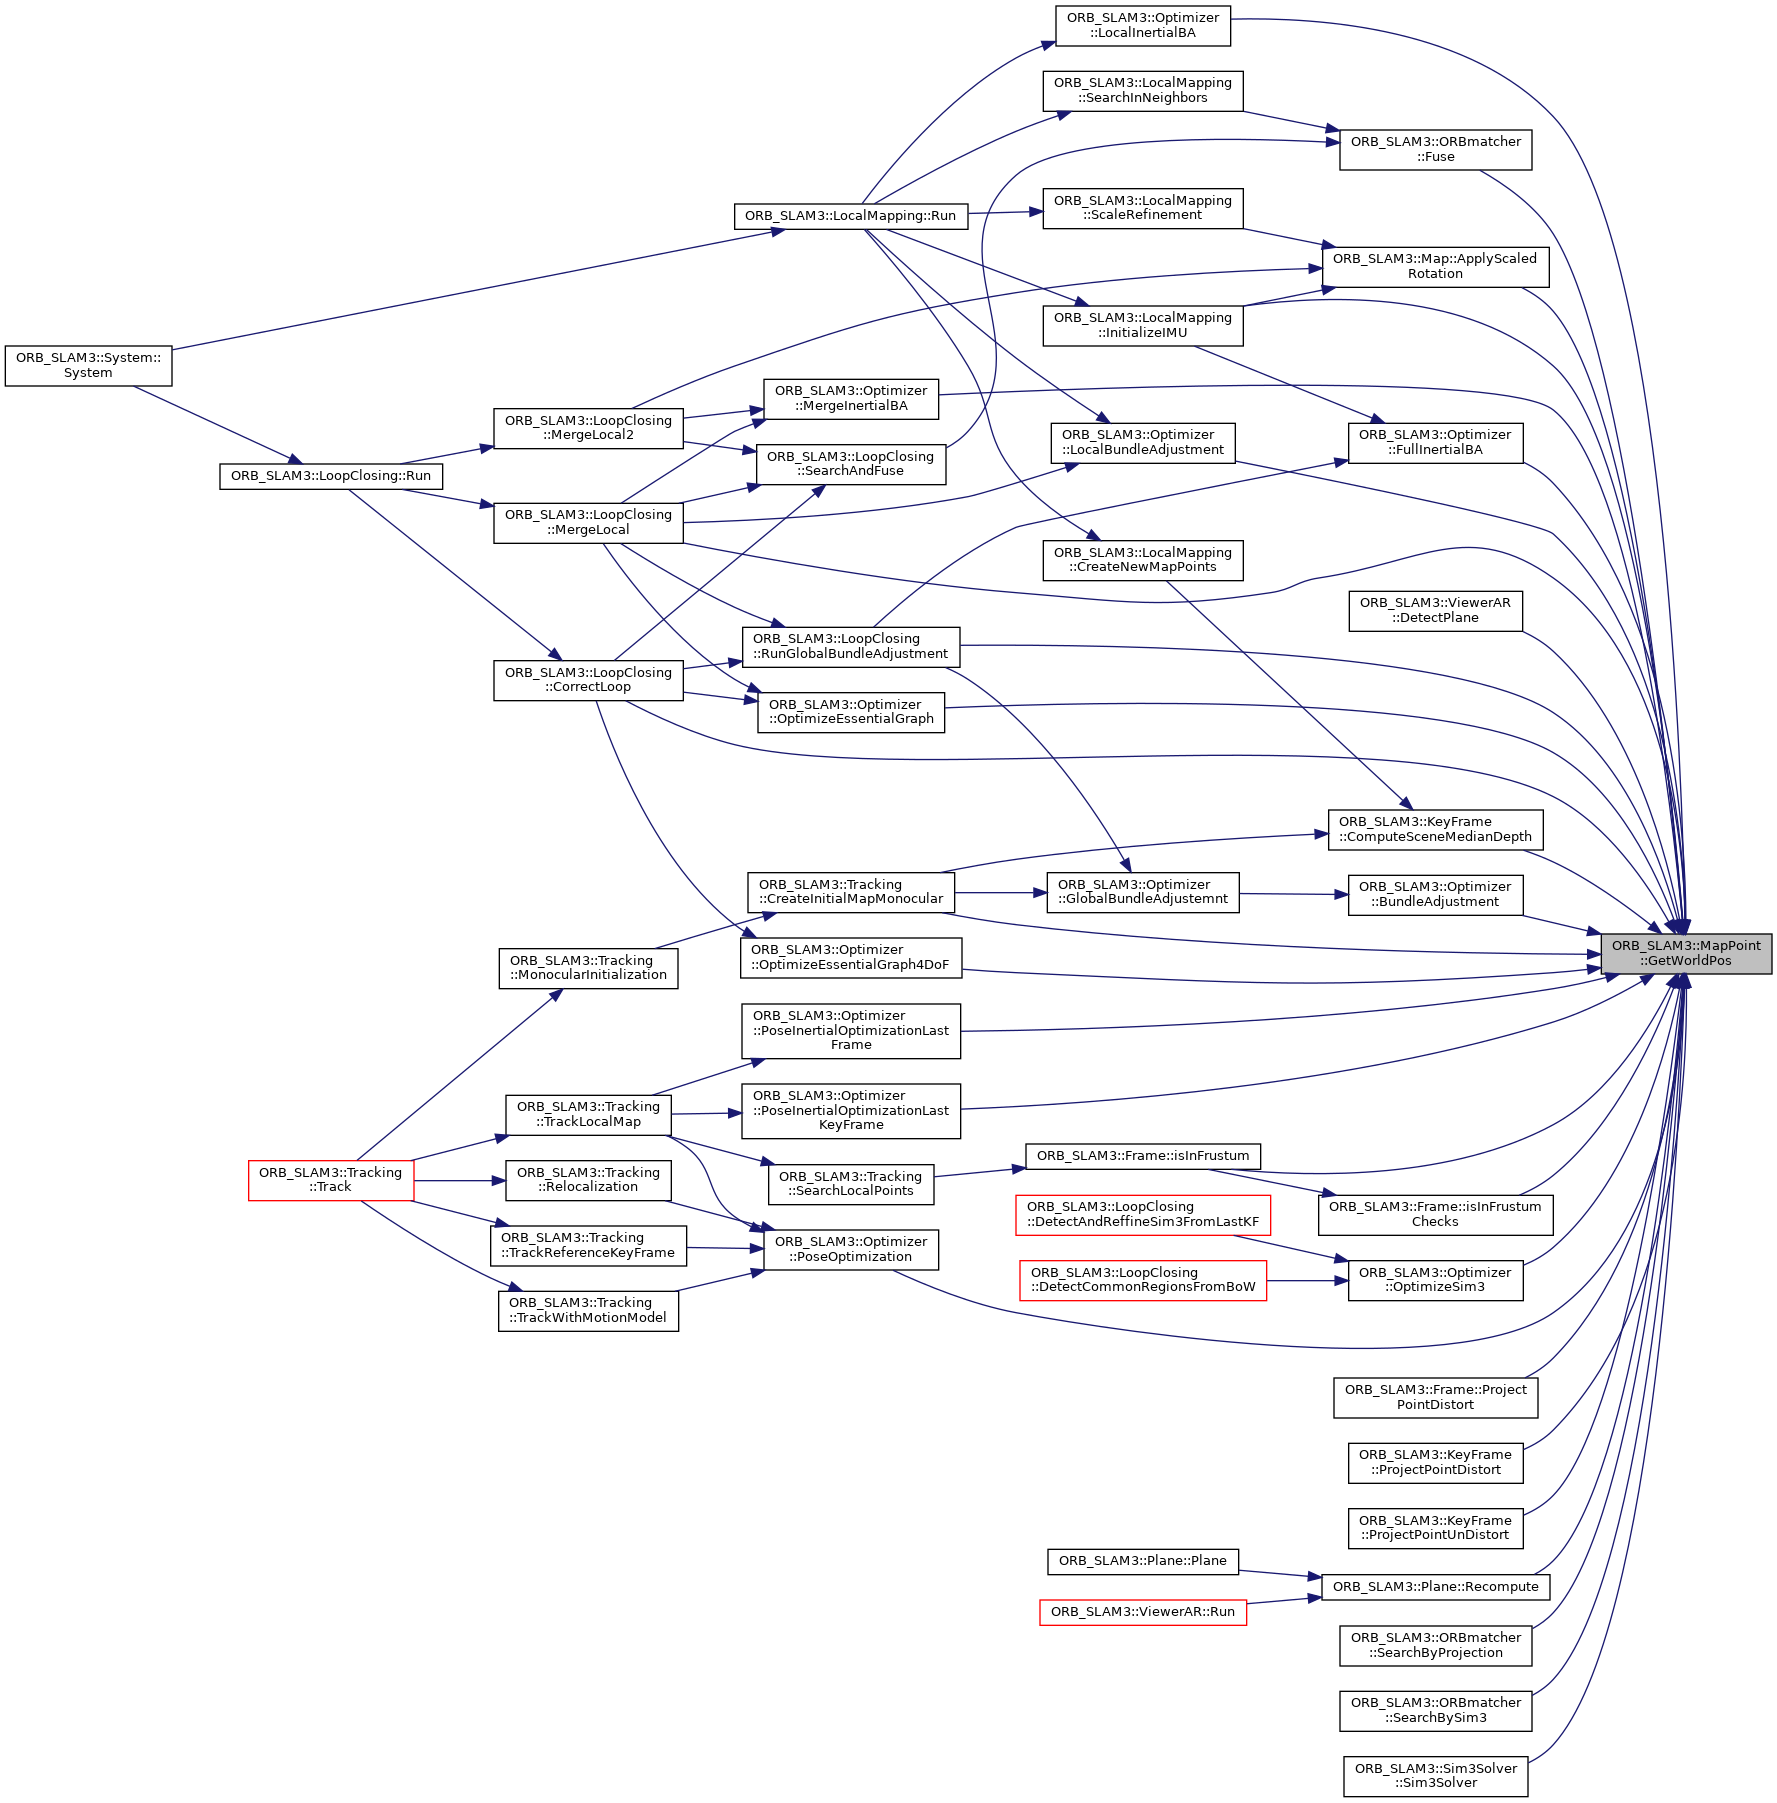 ORB_SLAM3::Optimizer
::LocalInertialBA
ORB_SLAM3::LocalMapping
::SearchInNeighbors
ORB_SLAM3::ORBmatcher
::Fuse
ORB_SLAM3::LocalMapping
::ScaleRefinement
ORB_SLAM3::LocalMapping::Run
ORB_SLAM3::Map::ApplyScaled
Rotation
ORB_SLAM3::LocalMapping
::InitializeIMU
ORB_SLAM3::System::
System
ORB_SLAM3::Optimizer
::MergeInertialBA
ORB_SLAM3::LoopClosing
::MergeLocal2
ORB_SLAM3::Optimizer
::LocalBundleAdjustment
ORB_SLAM3::Optimizer
::FullInertialBA
ORB_SLAM3::LoopClosing
::SearchAndFuse
ORB_SLAM3::LoopClosing::Run
ORB_SLAM3::LoopClosing
::MergeLocal
ORB_SLAM3::LocalMapping
::CreateNewMapPoints
ORB_SLAM3::ViewerAR
::DetectPlane
ORB_SLAM3::LoopClosing
::RunGlobalBundleAdjustment
ORB_SLAM3::LoopClosing
::CorrectLoop
ORB_SLAM3::Optimizer
::OptimizeEssentialGraph
ORB_SLAM3::KeyFrame
::ComputeSceneMedianDepth
ORB_SLAM3::Tracking
::CreateInitialMapMonocular
ORB_SLAM3::Optimizer
::GlobalBundleAdjustemnt
ORB_SLAM3::Optimizer
::BundleAdjustment
ORB_SLAM3::MapPoint
::GetWorldPos
ORB_SLAM3::Optimizer
::OptimizeEssentialGraph4DoF
ORB_SLAM3::Tracking
::MonocularInitialization
ORB_SLAM3::Optimizer
::PoseInertialOptimizationLast
Frame
ORB_SLAM3::Optimizer
::PoseInertialOptimizationLast
KeyFrame
ORB_SLAM3::Tracking
::TrackLocalMap
ORB_SLAM3::Frame::isInFrustum
ORB_SLAM3::Tracking
::Track
ORB_SLAM3::Tracking
::Relocalization
ORB_SLAM3::Tracking
::SearchLocalPoints
ORB_SLAM3::LoopClosing
::DetectAndReffineSim3FromLastKF
ORB_SLAM3::Frame::isInFrustum
Checks
ORB_SLAM3::Tracking
::TrackReferenceKeyFrame
ORB_SLAM3::Optimizer
::PoseOptimization
ORB_SLAM3::LoopClosing
::DetectCommonRegionsFromBoW
ORB_SLAM3::Optimizer
::OptimizeSim3
ORB_SLAM3::Tracking
::TrackWithMotionModel
ORB_SLAM3::Frame::Project
PointDistort
ORB_SLAM3::KeyFrame
::ProjectPointDistort
ORB_SLAM3::KeyFrame
::ProjectPointUnDistort
ORB_SLAM3::Plane::Plane
ORB_SLAM3::Plane::Recompute
ORB_SLAM3::ViewerAR::Run
ORB_SLAM3::ORBmatcher
::SearchByProjection
ORB_SLAM3::ORBmatcher
::SearchBySim3
ORB_SLAM3::Sim3Solver
::Sim3Solver